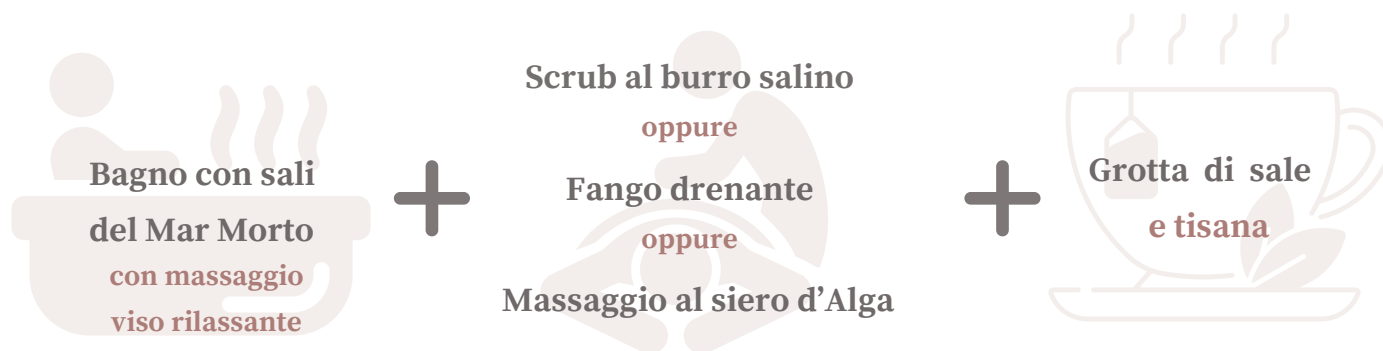 Bagno con sali
del Mar Morto
con massaggio
viso rilassante
+
Scrub al burro salino
oppure
Fango drenante
oppure
Massaggio al siero d’Alga
+
Grotta di sale
e tisana